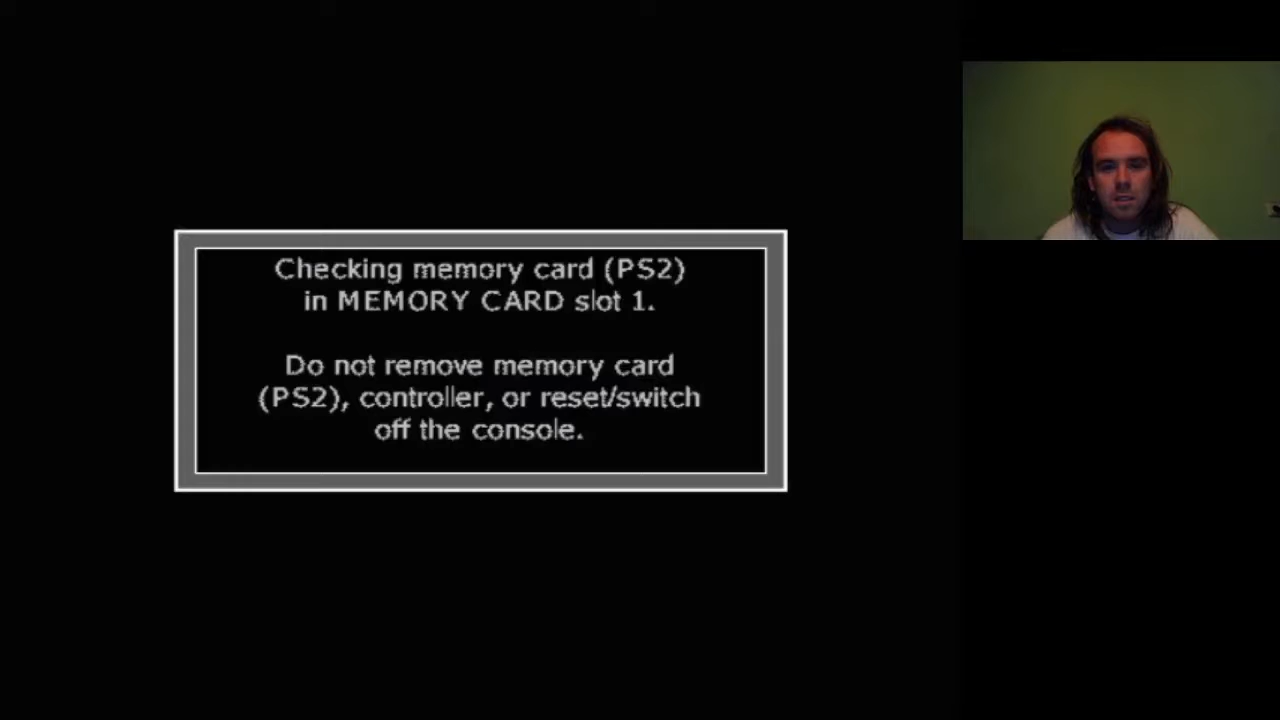 Checking memory card (PS2)
in MEMORY CARD slot 1.
Do not remove memory card
(PS2), controller, or reset/switch
off the console.